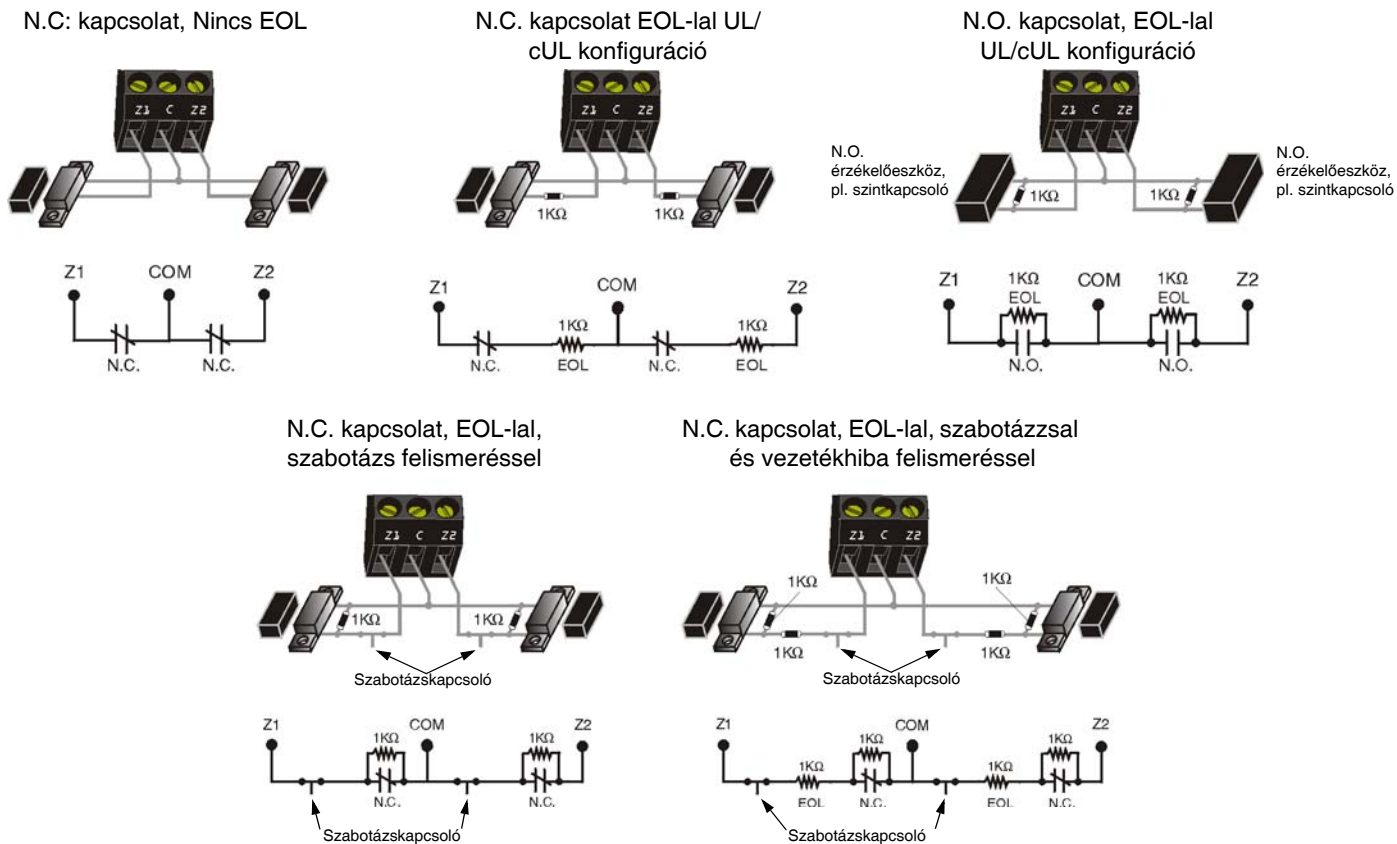 N.C: kapcsolat, Nincs EOL
Z1 C Z2
Z1 COM Z2
N.C. N.C.
N.C. kapcsolat EOL-lal UL/
cUL konfiguráció
Z1 C Z2
1KΩ 1KΩ
Z1 COM Z2
1KΩ 1KΩ
N.C. EOL N.C. EOL
N.O. kapcsolat, EOL-lal
UL/cUL konfiguráció
Z1 C Z2
N.O.
érzékelőeszköz,
pl. szintkapcsoló
1KΩ 1KΩ
N.O.
érzékelőeszköz,
pl. szintkapcsoló
1KΩ 1KΩ
Z1 EOL COM EOL Z2
N.O. N.O.
N.C. kapcsolat, EOL-lal,
szabotázs felismeréssel
Z1 C Z2
1KΩ 1KΩ
Szabotázskapcsoló
Z1 COM Z2
1KΩ 1KΩ
N.C. N.C.
Szabotázskapcsoló
N.C. kapcsolat, EOL-lal, szabotázzsal
és vezetékhiba felismeréssel
Z1 C Z2
1KΩ 1KΩ
1KΩ 1KΩ
Szabotázskapcsoló
Z1 COM Z2
1KΩ 1KΩ
1KΩ 1KΩ
EOL N.C. EOL N.C.
Szabotázskapcsoló